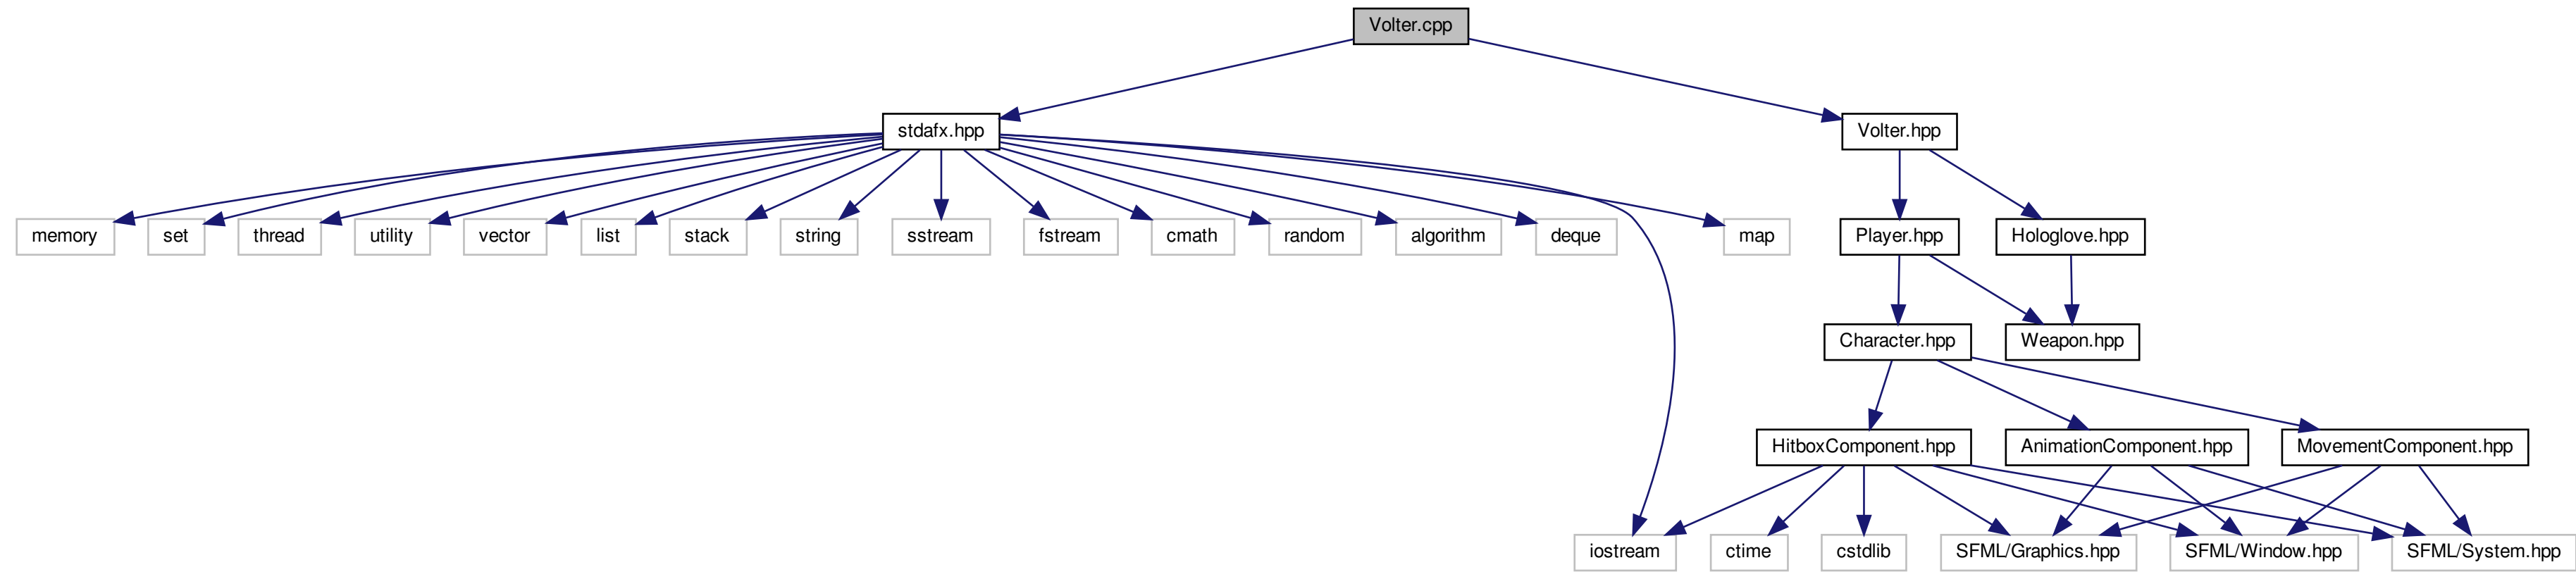 Volter.cpp
stdafx.hpp
Volter.hpp
memory
set
thread
utility
vector
list
stack
string
sstream
fstream
cmath
random
algorithm
deque
map
Player.hpp
Hologlove.hpp
Character.hpp
Weapon.hpp
HitboxComponent.hpp
AnimationComponent.hpp
MovementComponent.hpp
iostream
ctime
cstdlib
SFML/Graphics.hpp
SFML/Window.hpp
SFML/System.hpp